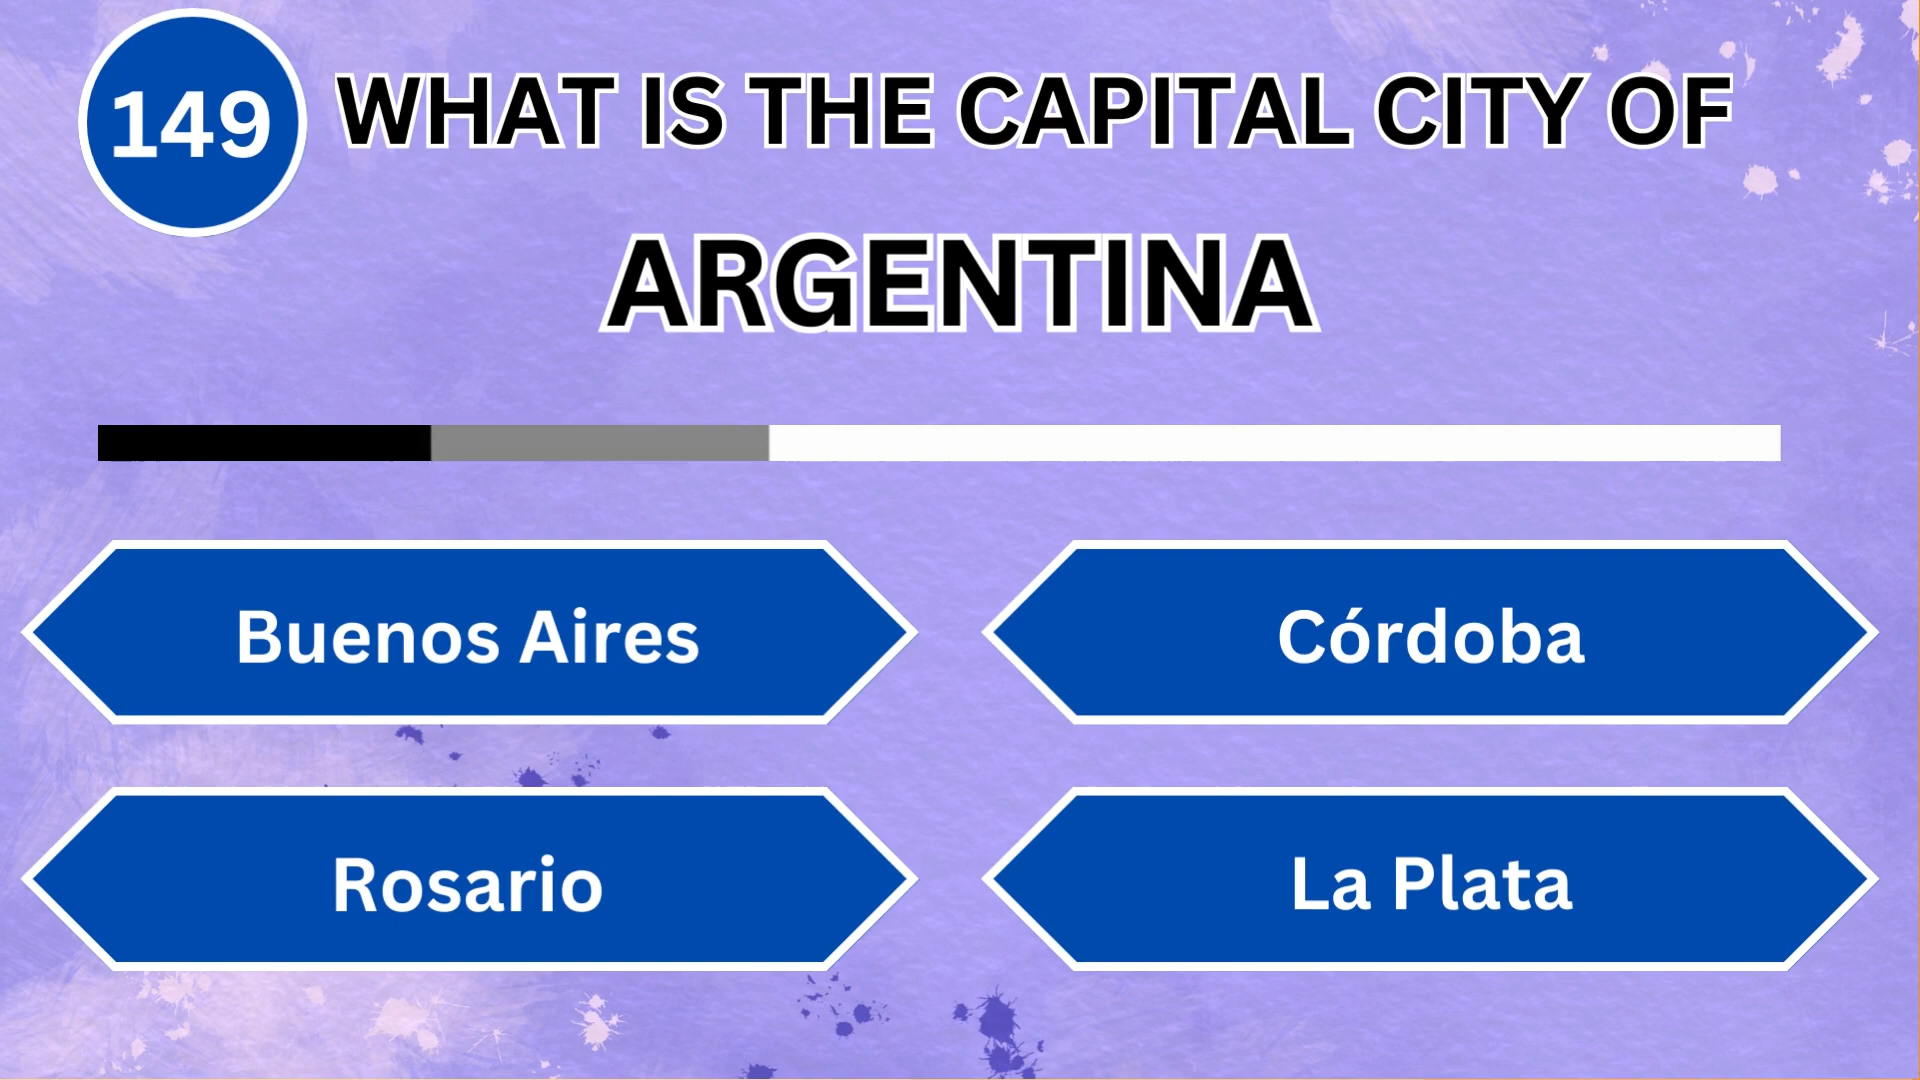 149
WHAT IS THE CAPITAL CITY OF
ARGENTINA
Buenos Aires
Córdoba
Rosario
La Plata